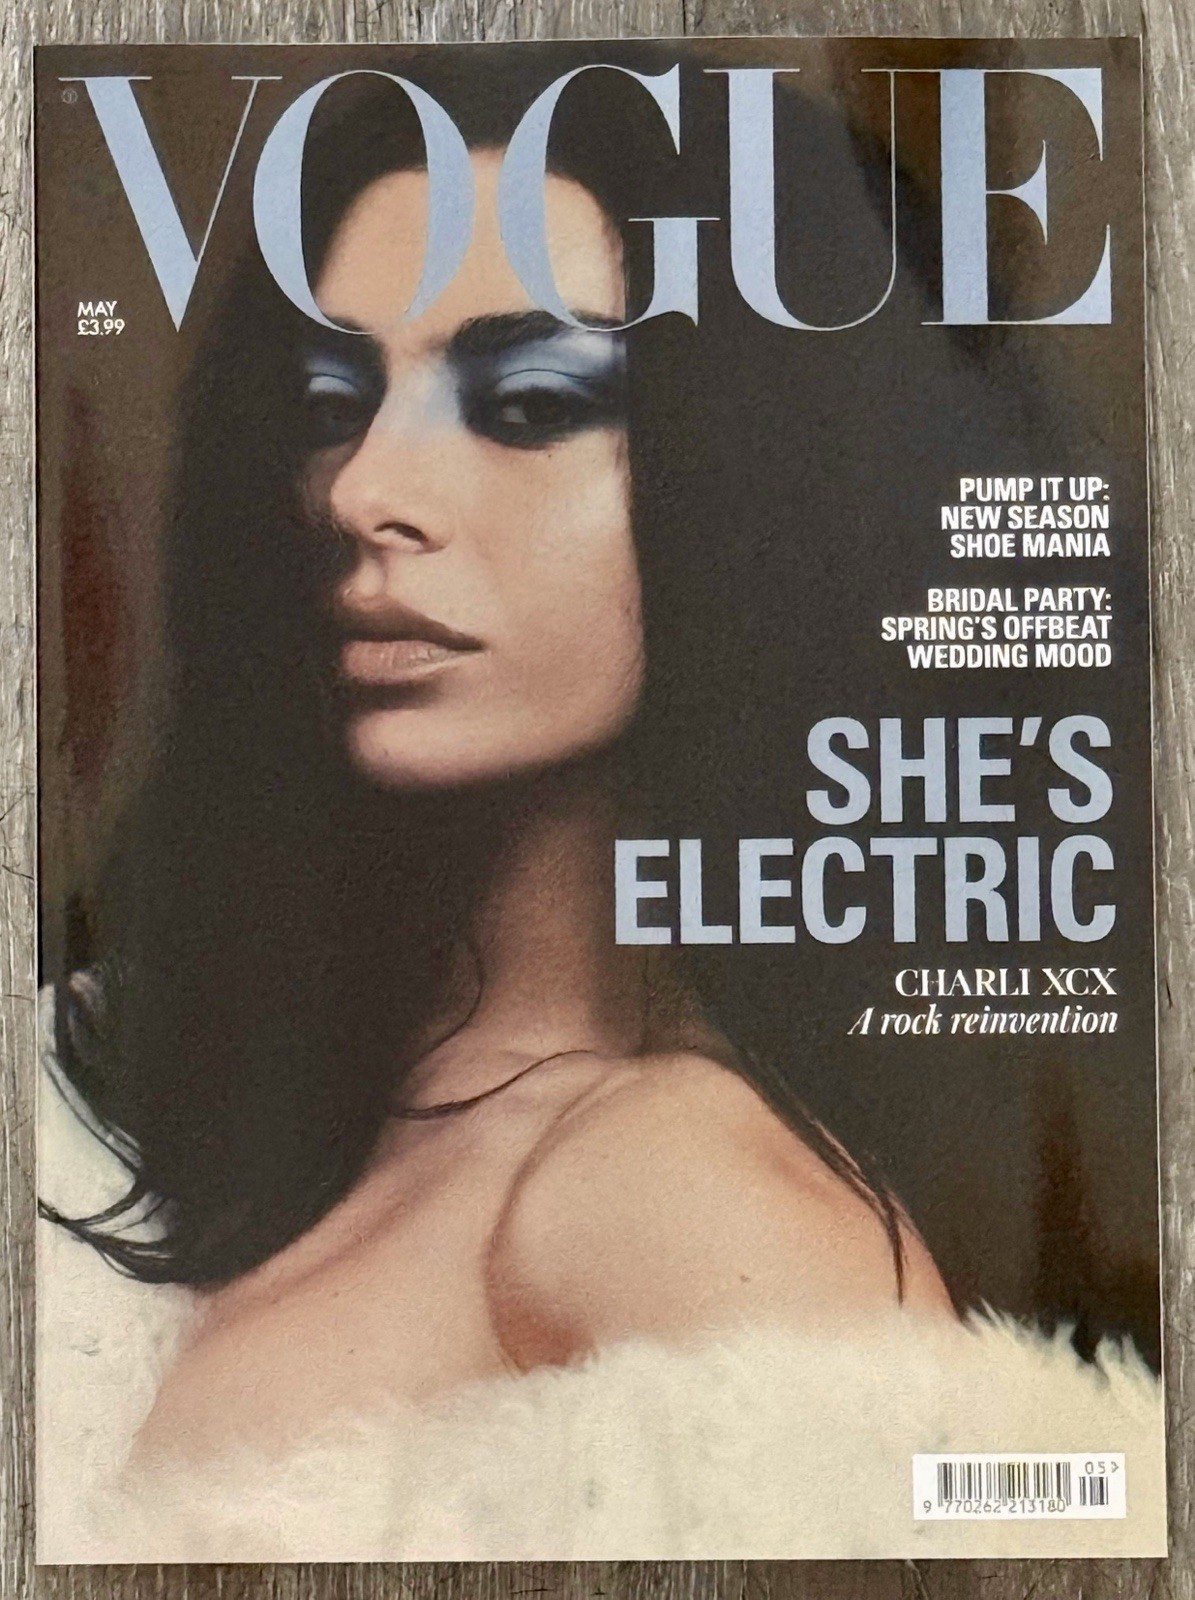 VOGUE
MAY
£3.99
PUMP IT UP:
NEW SEASON
SHOE MANIA
BRIDAL PARTY:
SPRING'S OFFBEAT
WEDDING MOOD
SHE'S
ELECTRIC
CHARLI XCX
A rock reinvention
05>
9 770262 213180